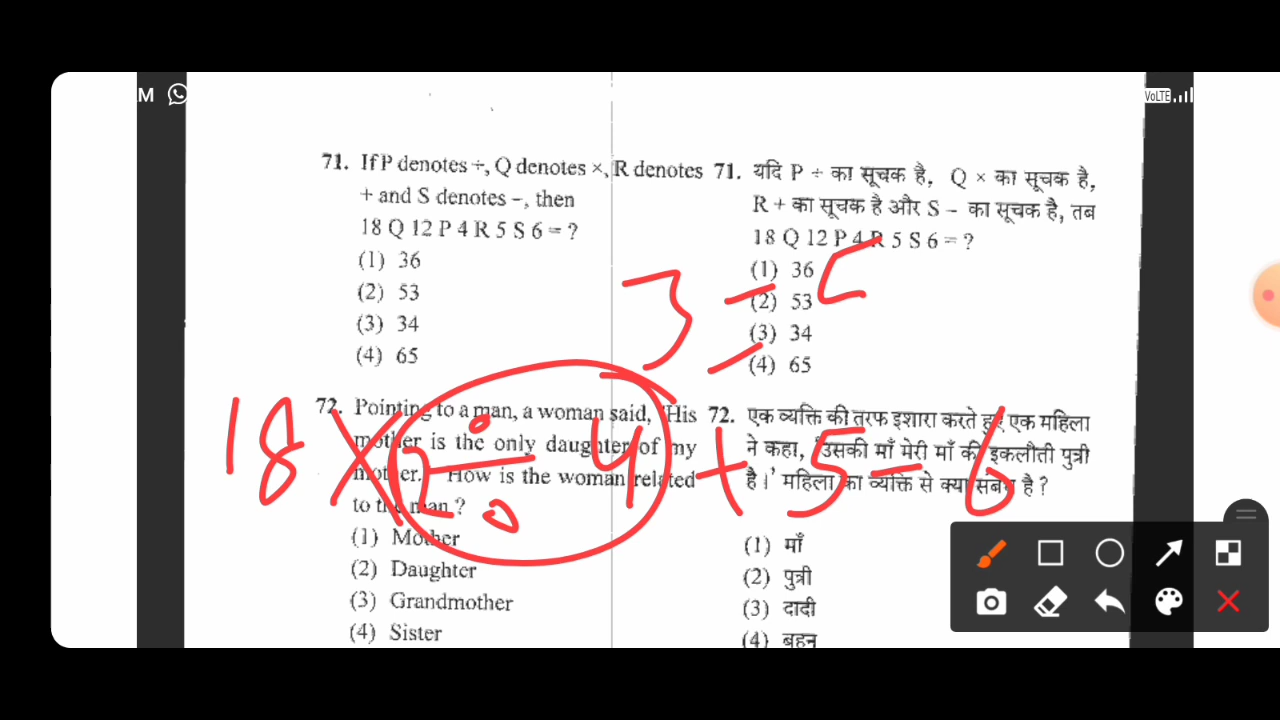 M VoLTE
71. If P denotes ÷, Q denotes ×, R denotes
+ and S denotes –, then
18 Q 12 P 4 R 5 S 6 = ?
(1) 36
(2) 53
(3) 34
(4) 65
72. Pointing to a man, a woman said, 'His
mother is the only daughter of my
mother.' How is the woman related
to the man ?
(1) Mother
(2) Daughter
(3) Grandmother
(4) Sister
71. यदि P ÷ का सूचक है, Q × का सूचक है,
R + का सूचक है और S – का सूचक है, तब
18 Q 12 P 4 R 5 S 6 = ?
(1) 36
(2) 53
(3) 34
(4) 65
72. एक व्यक्ति की तरफ इशारा करते हुए एक महिला
ने कहा, 'उसकी माँ मेरी माँ की इकलौती पुत्री
है।' महिला का व्यक्ति से क्या संबंध है ?
(1) माँ
(2) पुत्री
(3) दादी
(4) बहन
3
18 × ÷ 4 + 5 – 6